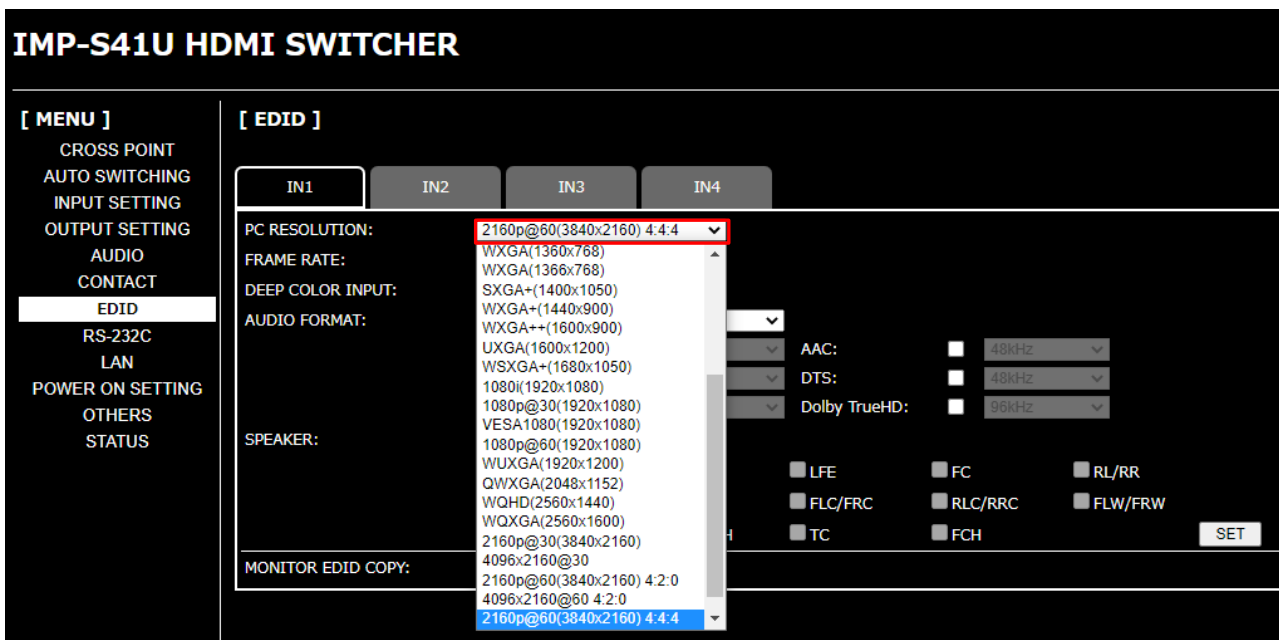 IMP-S41U HDMI SWITCHER
[ MENU ]
CROSS POINT
AUTO SWITCHING
INPUT SETTING
OUTPUT SETTING
AUDIO
CONTACT
EDID
RS-232C
LAN
POWER ON SETTING
OTHERS
STATUS
[ EDID ]
IN1 IN2 IN3 IN4
PC RESOLUTION: 2160p@60(3840x2160) 4:4:4
FRAME RATE:
DEEP COLOR INPUT:
AUDIO FORMAT:
SPEAKER:
MONITOR EDID COPY:
WXGA(1360x768)
WXGA(1366x768)
SXGA+(1400x1050)
WXGA+(1440x900)
WXGA++(1600x900)
UXGA(1600x1200)
WSXGA+(1680x1050)
1080i(1920x1080)
1080p@30(1920x1080)
VESA1080(1920x1080)
1080p@60(1920x1080)
WUXGA(1920x1200)
QWXGA(2048x1152)
WQHD(2560x1440)
WQXGA(2560x1600)
2160p@30(3840x2160)
4096x2160@30
2160p@60(3840x2160) 4:2:0
4096x2160@60 4:2:0
2160p@60(3840x2160) 4:4:4
AAC: 48kHz
DTS: 48kHz
Dolby TrueHD: 96kHz
LFE FC RL/RR
FLC/FRC RLC/RRC FLW/FRW
TC FCH SET